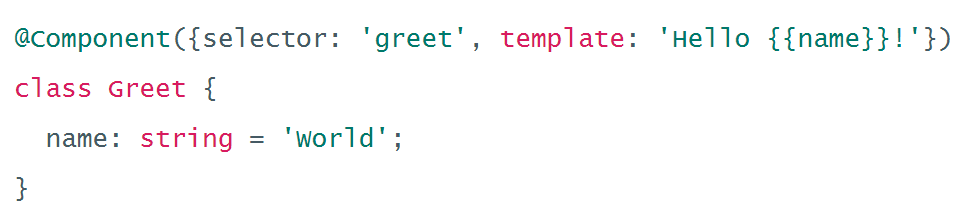 @Component({selector: 'greet', template: 'Hello {{name}}!'})
class Greet {
  name: string = 'World';
}